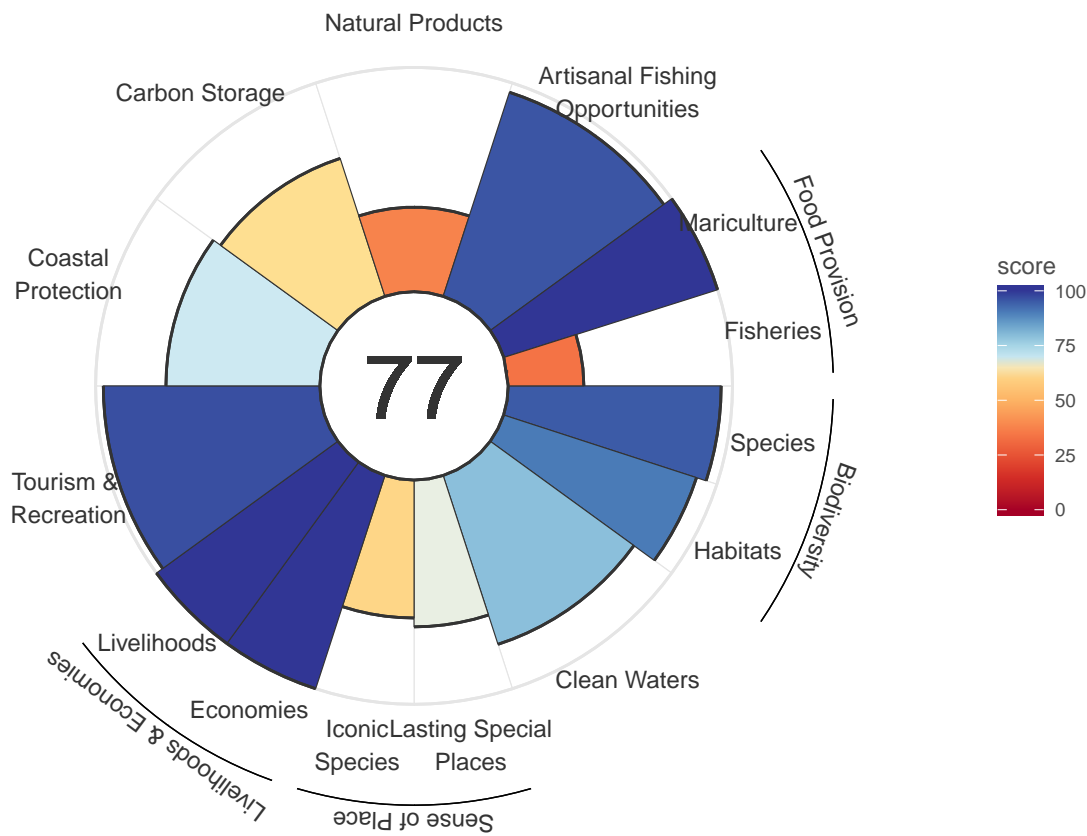 Natural Products
Carbon Storage
Artisanal Fishing
Opportunities
Mariculture
Food Provision
Fisheries
Coastal
Protection
77
score
100
75
50
25
0
Species
Biodiversity
Habitats
Tourism &
Recreation
Clean Waters
Livelihoods
Economies
Livelihoods & Economies
Iconic
Species
Lasting Special
Places
Sense of Place